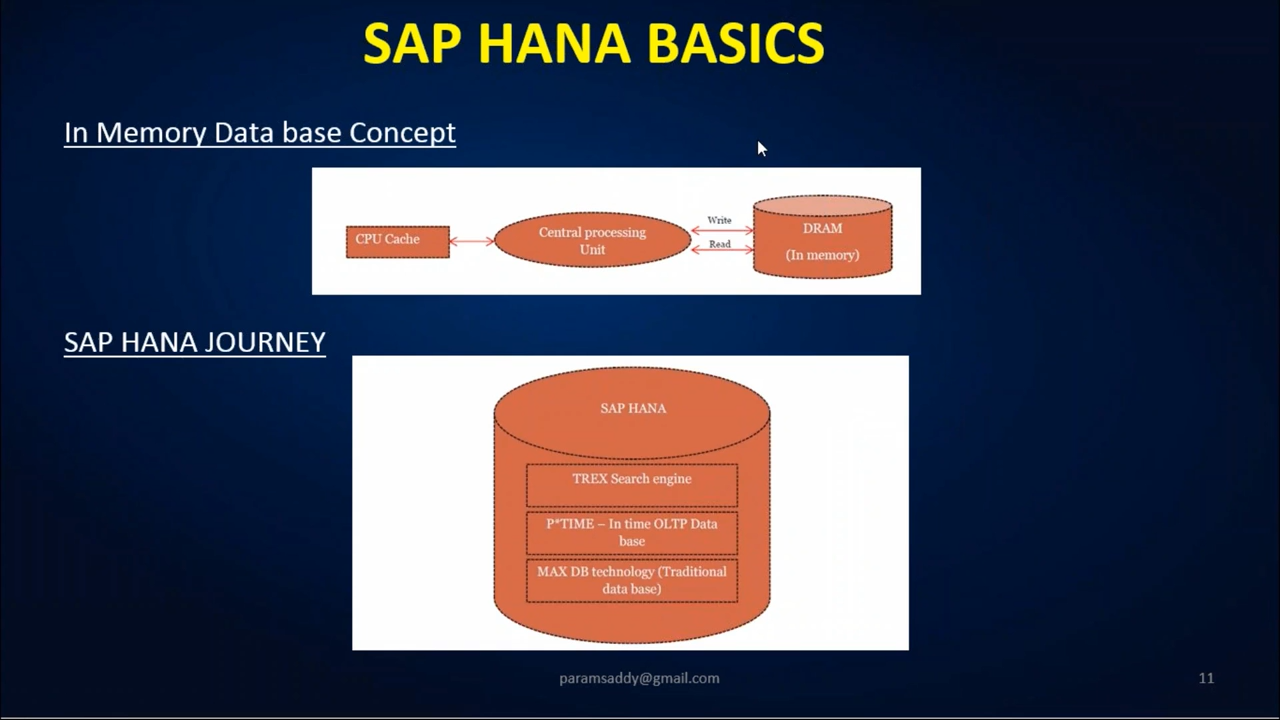 SAP HANA BASICS
In Memory Data base Concept
CPU Cache
Central processing
Unit
Write
Read
DRAM
(In memory)
SAP HANA JOURNEY
SAP HANA
TREX Search engine
P*TIME – In time OLTP Data
base
MAX DB technology (Traditional
data base)
paramsaddy@gmail.com
11